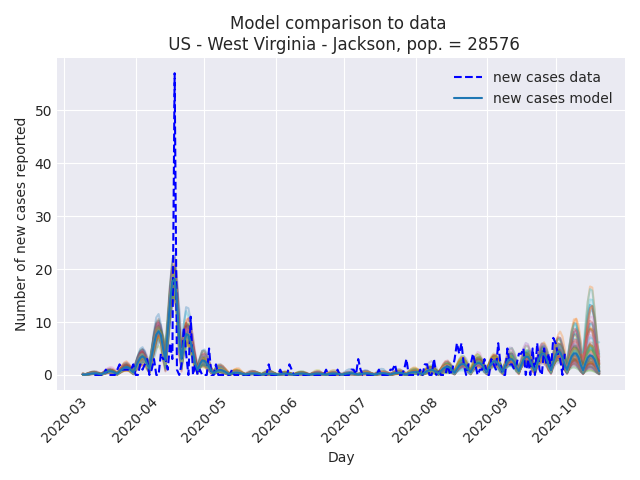 Model comparison to data
US - West Virginia - Jackson, pop. = 28576
new cases data
new cases model
Number of new cases reported
50
40
30
20
10
0
2020-03
2020-04
2020-05
2020-06
2020-07
2020-08
2020-09
2020-10
Day